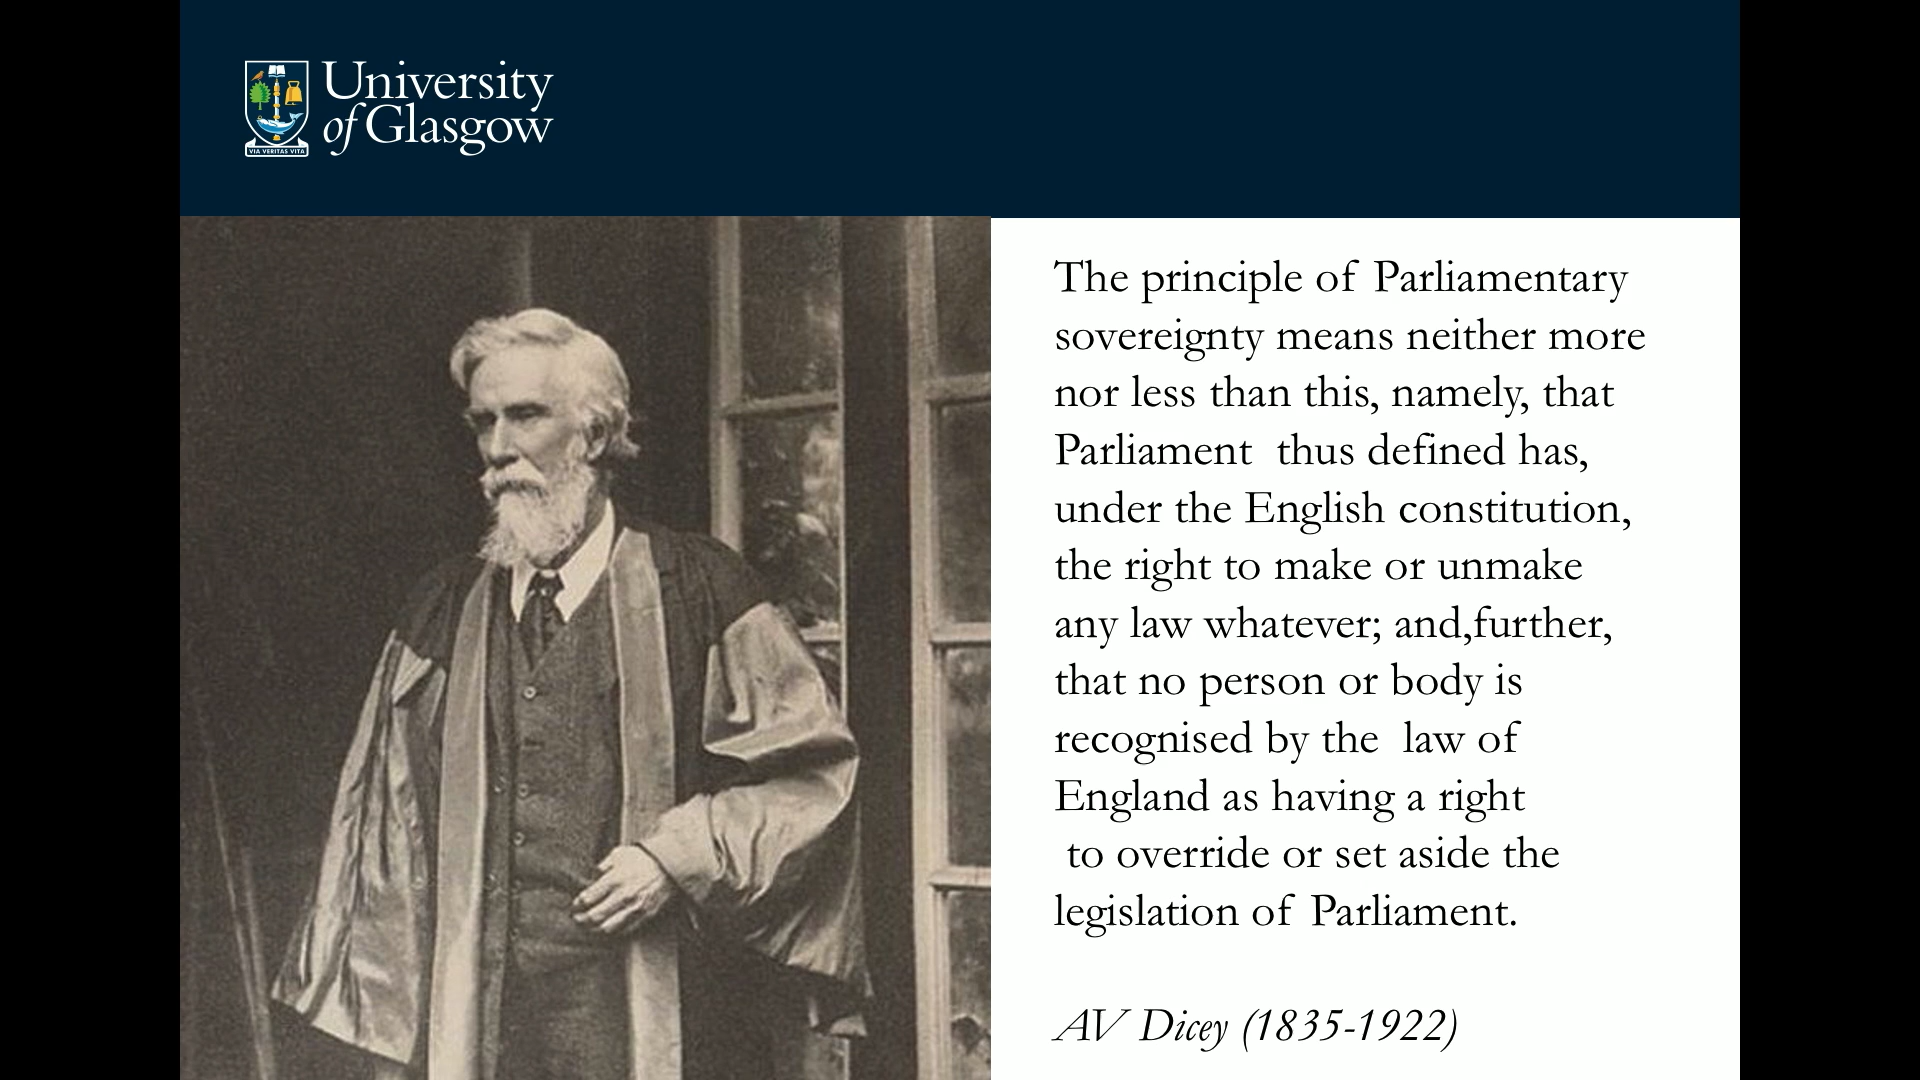 University
of Glasgow
VIA VERITAS VITA
The principle of Parliamentary
sovereignty means neither more
nor less than this, namely, that
Parliament  thus defined has,
under the English constitution,
the right to make or unmake
any law whatever; and,further,
that no person or body is
recognised by the  law of
England as having a right
to override or set aside the
legislation of Parliament.
AV Dicey (1835-1922)